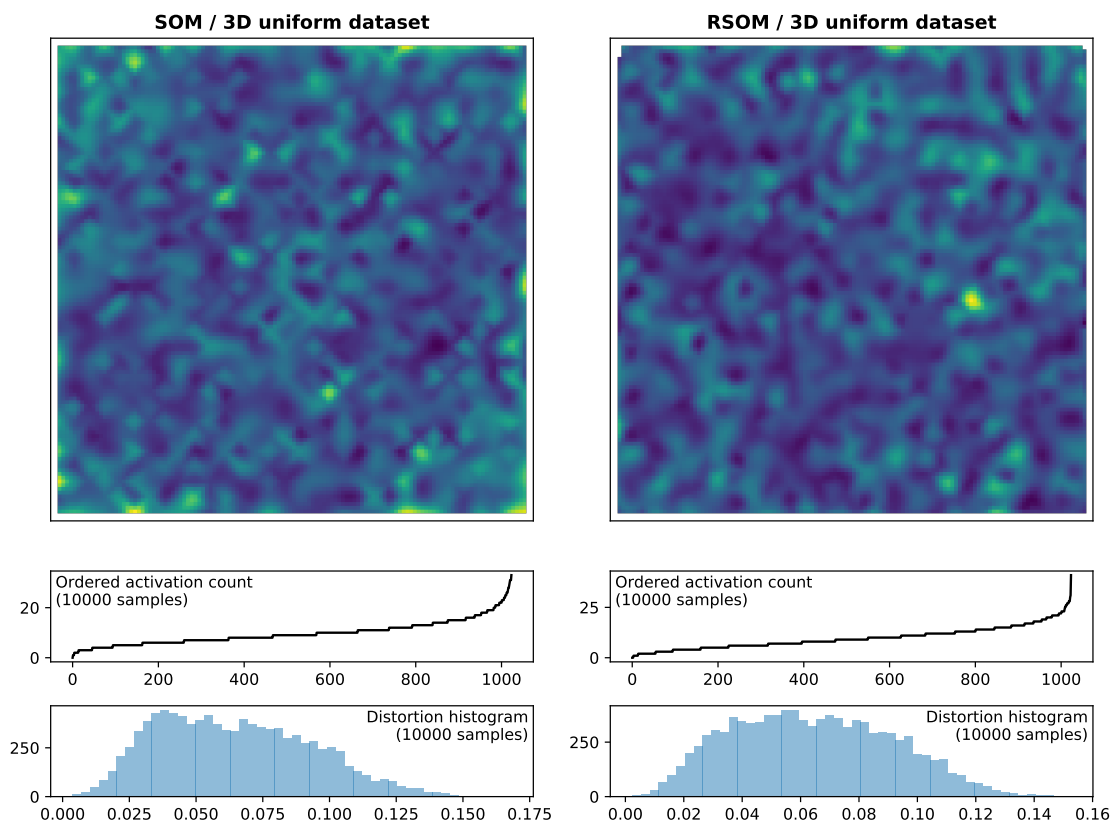 SOM / 3D uniform dataset
RSOM / 3D uniform dataset
Ordered activation count
(10000 samples)
20
0
0 200 400 600 800 1000
Ordered activation count
(10000 samples)
25
0
0 200 400 600 800 1000
Distortion histogram
(10000 samples)
250
0
0.000 0.025 0.050 0.075 0.100 0.125 0.150 0.175
Distortion histogram
(10000 samples)
250
0
0.00 0.02 0.04 0.06 0.08 0.10 0.12 0.14 0.16